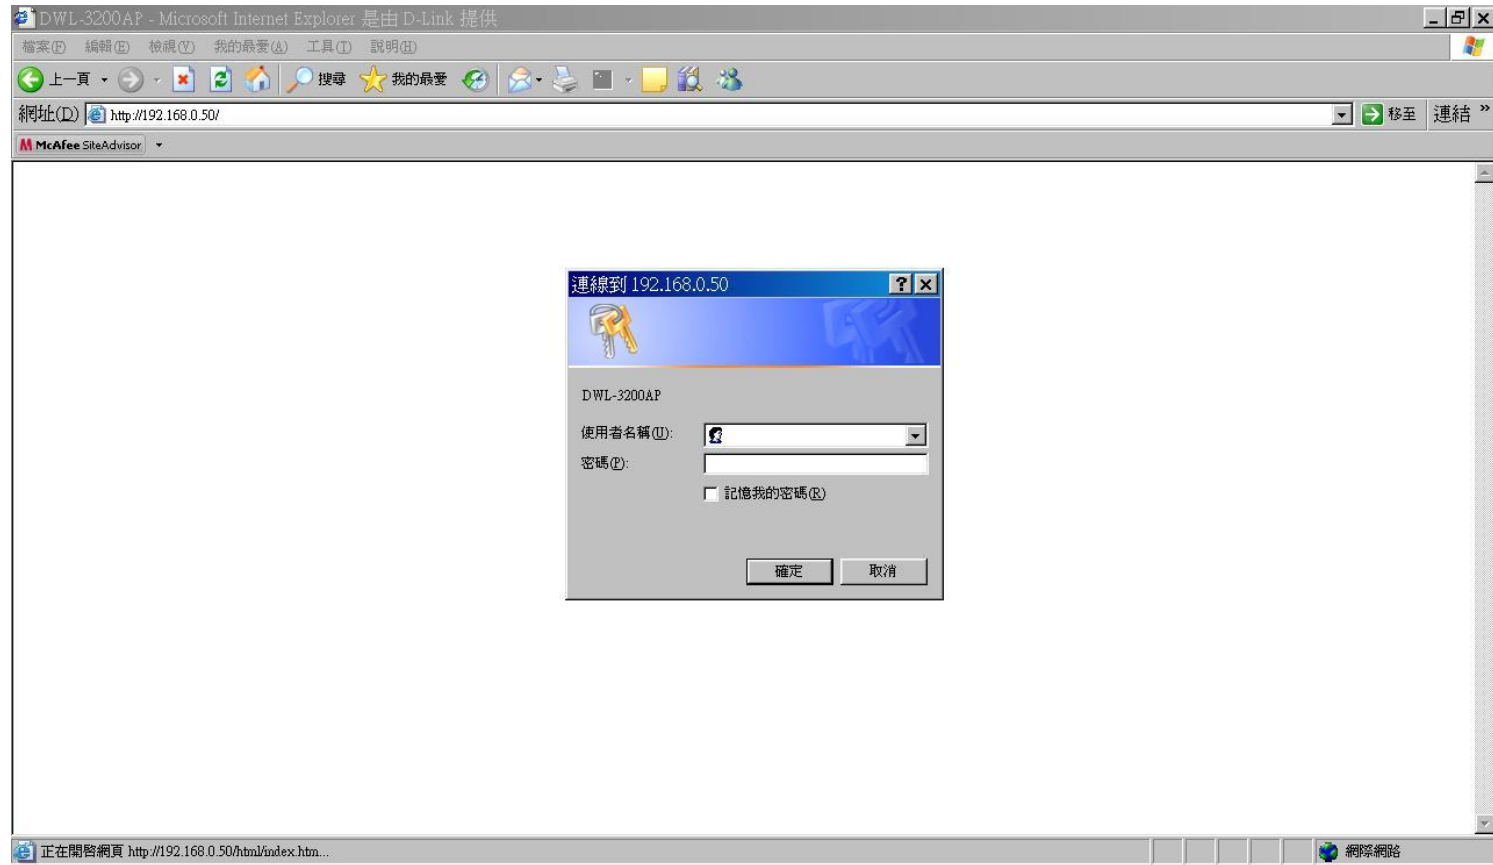 DWL-3200AP - Microsoft Internet Explorer 是由 D-Link 提供
檔案(F) 編輯(E) 檢視(V) 我的最愛(A) 工具(T) 說明(H)
上一頁 搜尋 我的最愛
網址(D) http://192.168.0.50/ 移至 連結 »
McAfee SiteAdvisor
連線到 192.168.0.50
DWL-3200AP
使用者名稱(U):
密碼(P):
記憶我的密碼(R)
確定 取消
正在開啓網頁 http://192.168.0.50/html/index.htm... 網際網路